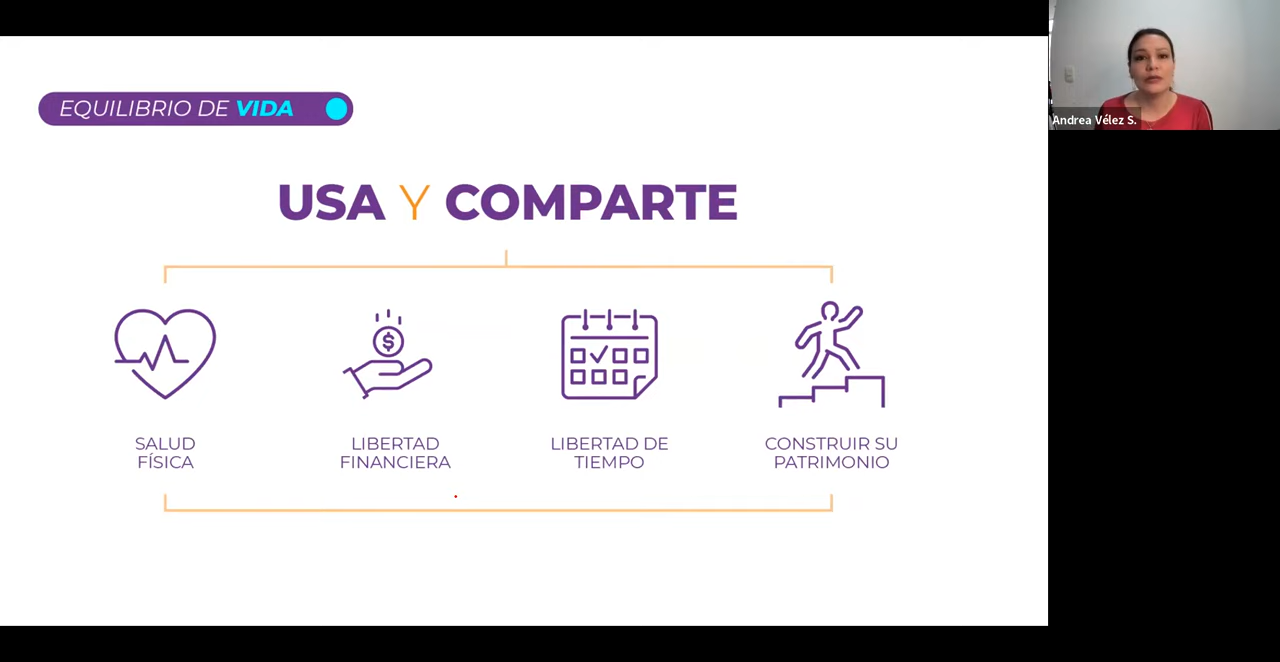 EQUILIBRIO DE VIDA
Andrea Vélez S.
USA Y COMPARTE
$
SALUD
FÍSICA
LIBERTAD
FINANCIERA
LIBERTAD DE
TIEMPO
CONSTRUIR SU
PATRIMONIO